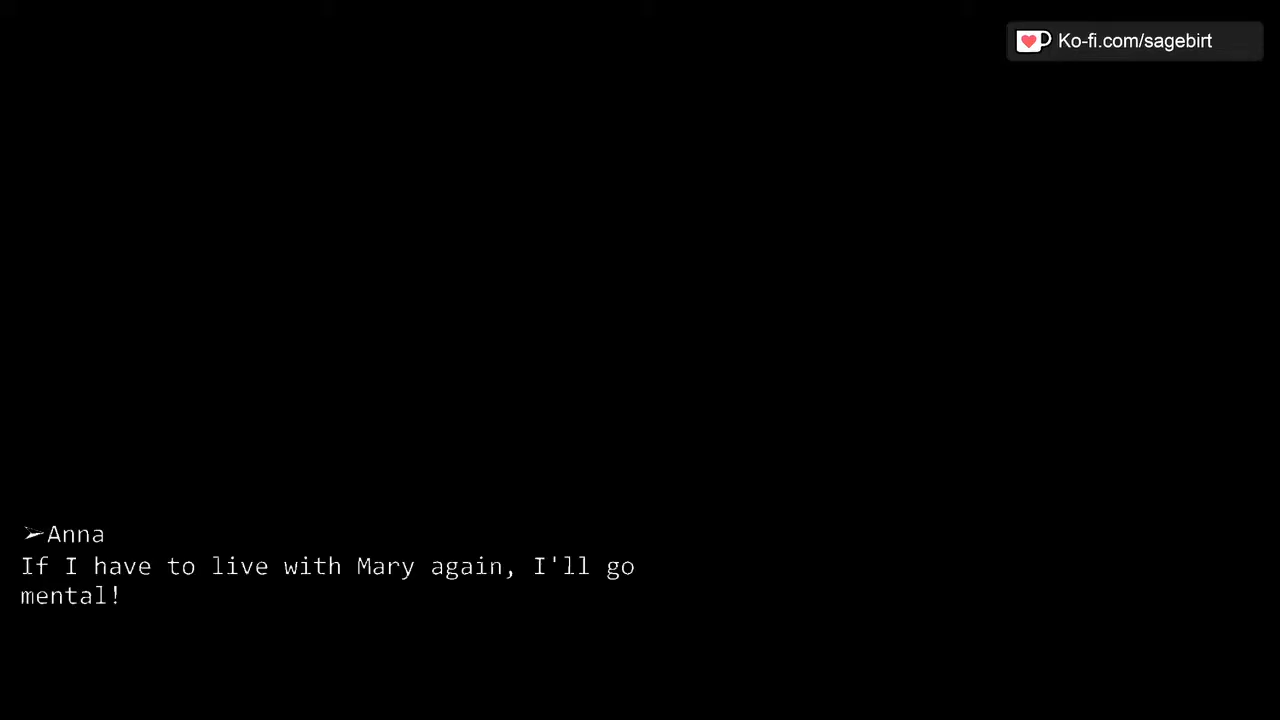 Ko-fi.com/sagebirt
➢Anna
If I have to live with Mary again, I'll go
mental!